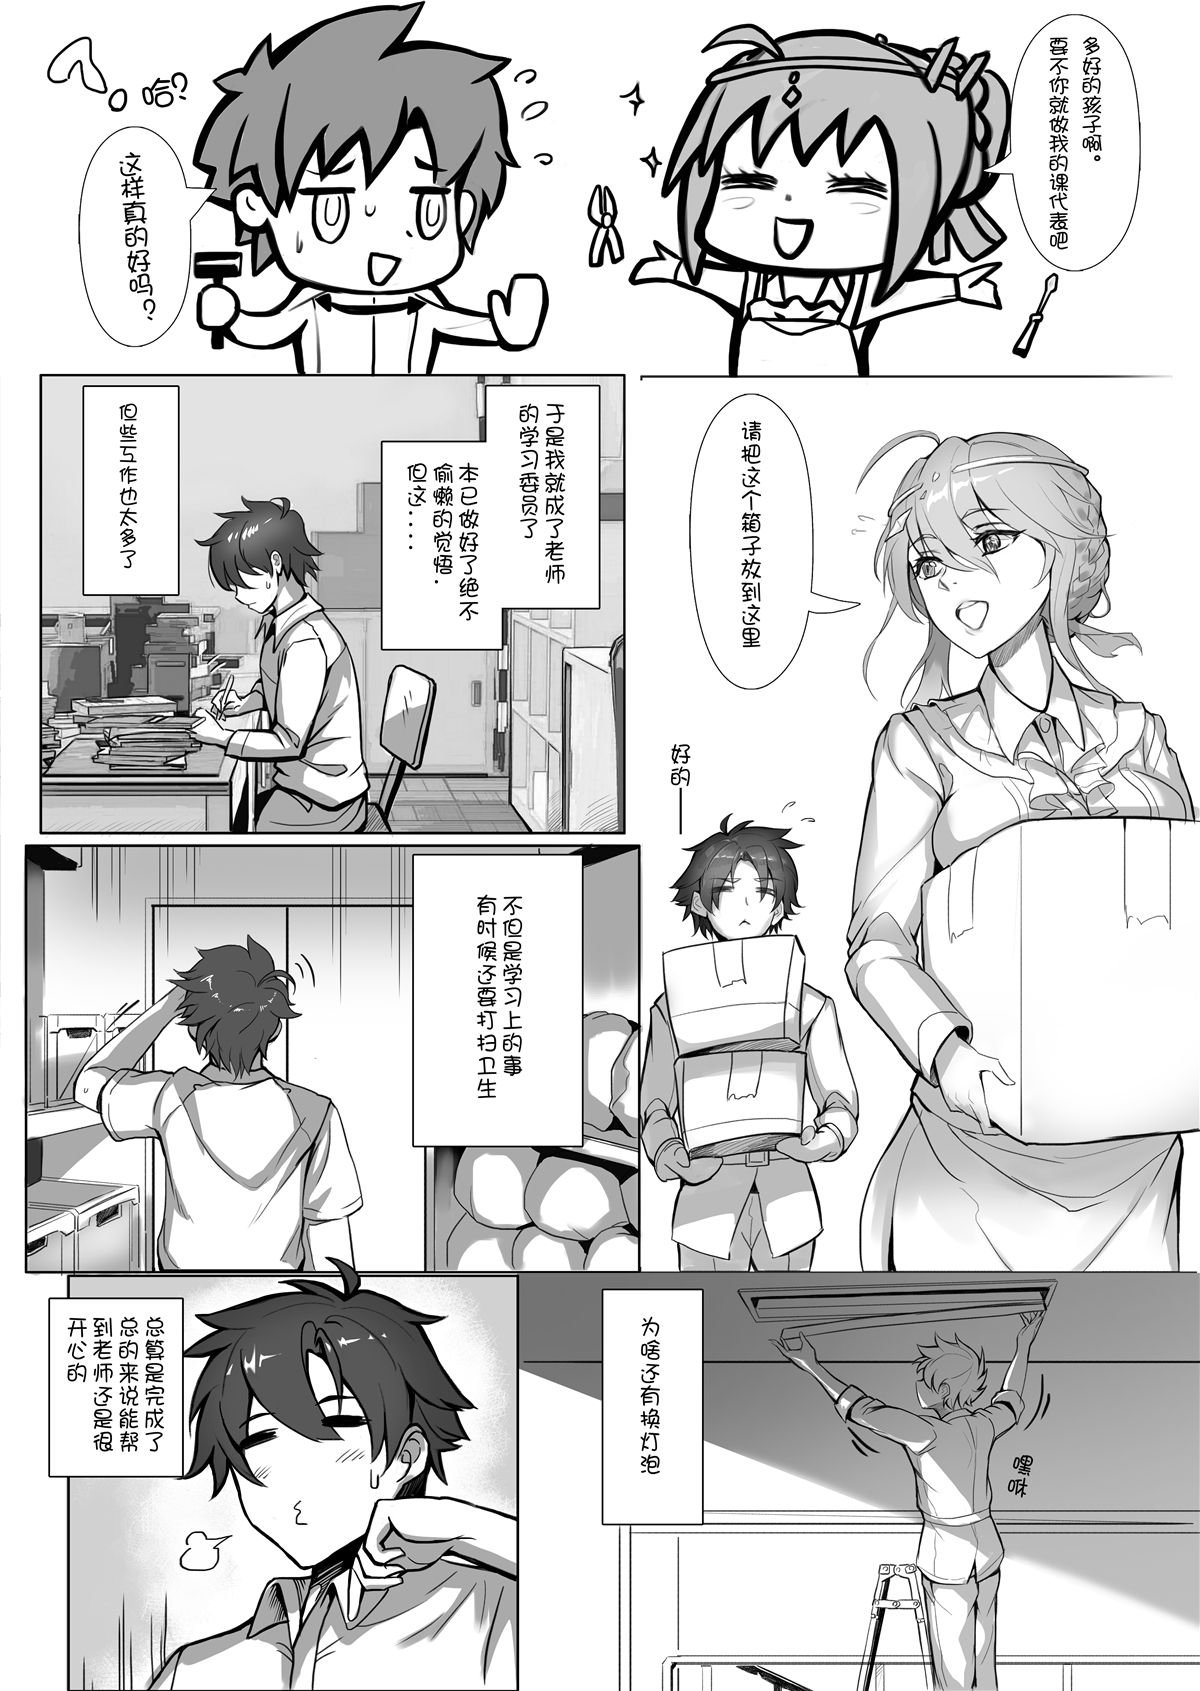 多好的孩子啊。
要不你就做我的课代表吧
?。
哈?
这样真的好吗?
请把这个箱子放到这里
好的——
于是我就成了老师
的学习委员了
本已做好了绝不
偷懒的觉悟.
但这....
但些工作也太多了
不但是学习上的事
有时候还要打扫卫生
为啥还有换灯泡
嘿咻
总算是完成了
总的来说能帮
到老师还是很
开心的